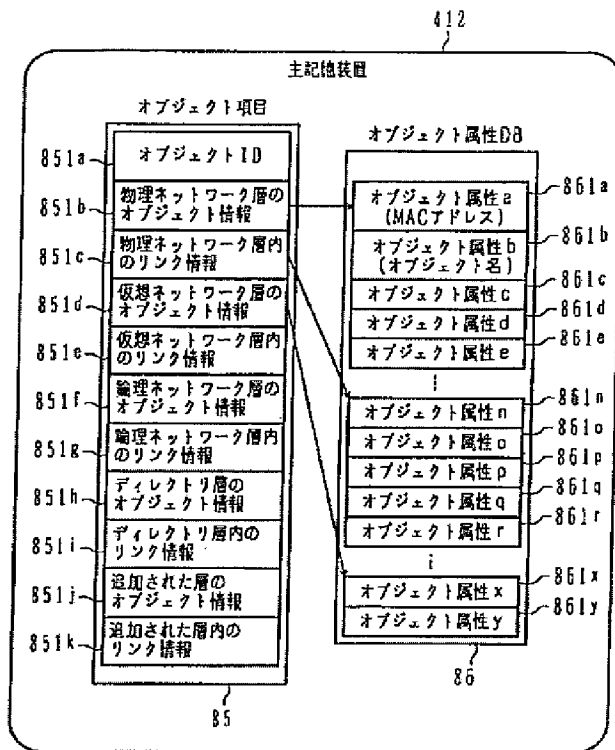 412
主記憶装置
オブジェクト項目
851a
オブジェクトID
851b
物理ネットワーク層の
オブジェクト情報
851c
物理ネットワーク層内
のリンク情報
851d
仮想ネットワーク層の
オブジェクト情報
851e
仮想ネットワーク層内
のリンク情報
851f
論理ネットワーク層の
オブジェクト情報
851g
論理ネットワーク層内
のリンク情報
851h
ディレクトリ層の
オブジェクト情報
851i
ディレクトリ層内の
リンク情報
851j
追加された層の
オブジェクト情報
851k
追加された層内の
リンク情報
85
オブジェクト属性DB
オブジェクト属性a
(MACアドレス)
861a
オブジェクト属性b
(オブジェクト名)
861b
オブジェクト属性c
861c
オブジェクト属性d
861d
オブジェクト属性e
861e
オブジェクト属性n
861n
オブジェクト属性o
861o
オブジェクト属性p
861p
オブジェクト属性q
861q
オブジェクト属性r
861r
オブジェクト属性x
861x
オブジェクト属性y
861y
86